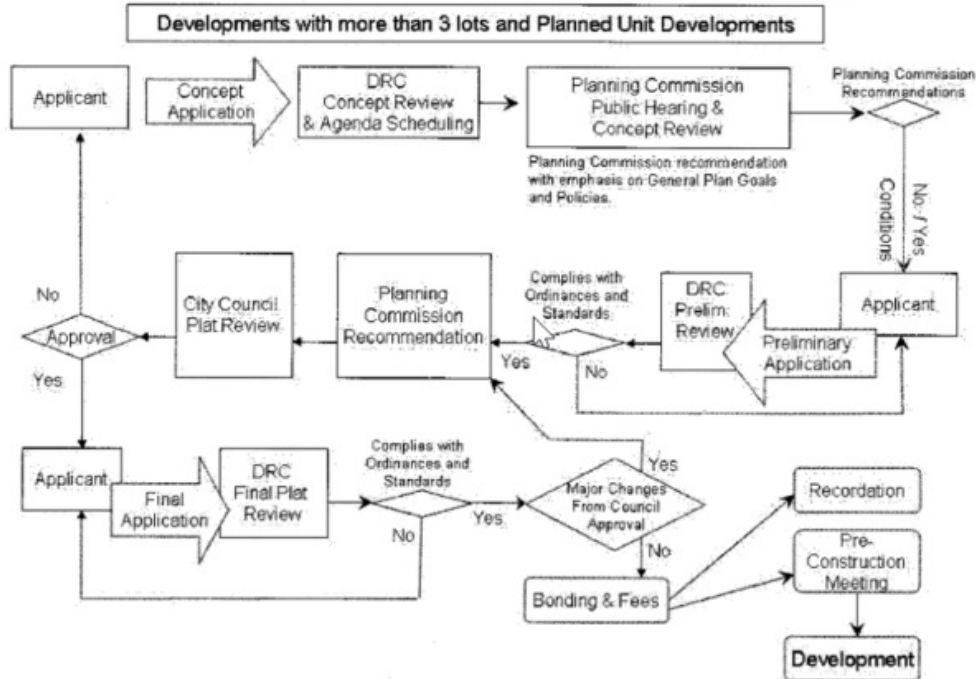 Developments with more than 3 lots and Planned Unit Developments
Applicant
Concept
Application
DRC
Concept Review
& Agenda Scheduling
Planning Commission
Public Hearing &
Concept Review
Planning Commission
Recommendations
Planning Commission recommendation
with emphasis on General Plan Goals
and Policies.
No / Yes
Conditions
Applicant
Preliminary
Application
DRC
Prelim.
Review
Complies with
Ordinances and
Standards
Yes
No
Planning
Commission
Recommendation
City Council
Plat Review
No
Approval
Yes
Applicant
Final
Application
DRC
Final Plat
Review
Complies with
Ordinances and
Standards
No
Yes
Major Changes
From Council
Approval
Yes
No
Bonding & Fees
Recordation
Pre-
Construction
Meeting
Development